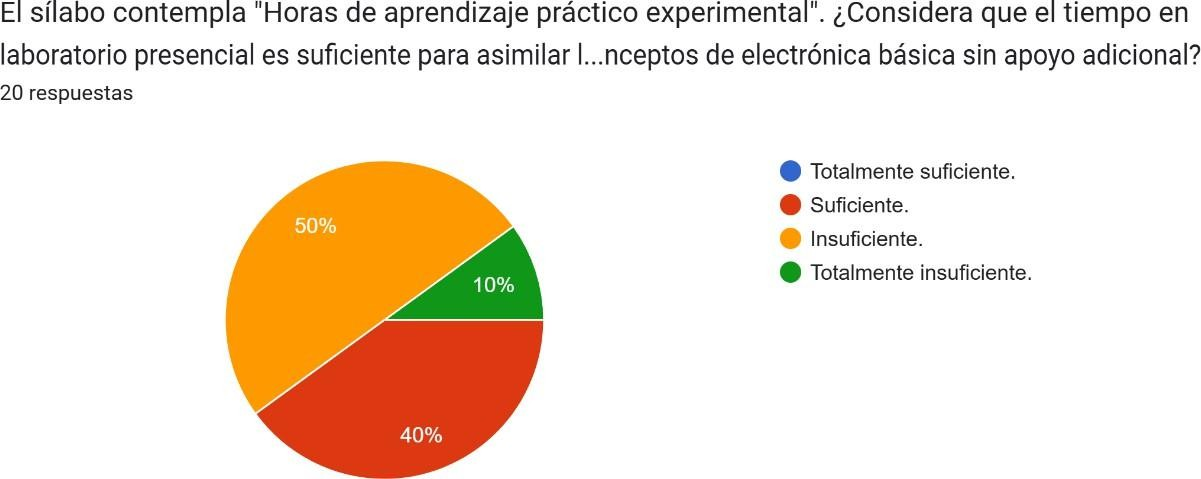 El sílabo contempla "Horas de aprendizaje práctico experimental". ¿Considera que el tiempo en
laboratorio presencial es suficiente para asimilar l...nceptos de electrónica básica sin apoyo adicional?
20 respuestas
Totalmente suficiente.
Suficiente.
Insuficiente.
Totalmente insuficiente.
50%
10%
40%